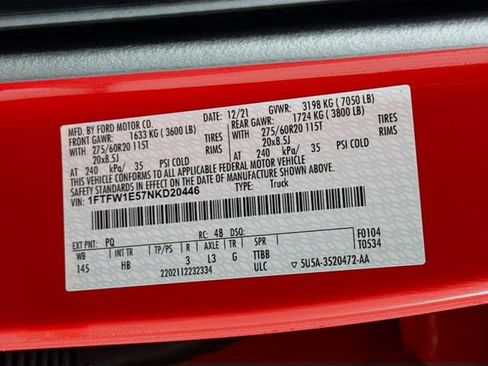 MFD. BY FORD MOTOR CO.
DATE: 12/21 GVWR: 3198 KG ( 7050 LB)
FRONT GAWR: 1633 KG ( 3600 LB) REAR GAWR: 1724 KG ( 3800 LB)
275/60R20 115T TIRES 275/60R20 115T TIRES
20x8.5J RIMS 20x8.5J RIMS
AT 240 kPa/ 35 PSI COLD AT 240 kPa/ 35 PSI COLD
THIS VEHICLE CONFORMS TO ALL APPLICABLE FEDERAL MOTOR VEHICLE
SAFETY STANDARDS IN EFFECT ON THE DATE OF MANUFACTURE SHOWN ABOVE.
VIN: 1FTFW1E57NKD20446 TYPE: Truck
EXT PNT: PQ RC: 48 DSO: F0104
WB INT TR TP/PS R AXLE TR SPR T0534
145 HB 3 L3 G TTBB
2202112232334 ULC 5U5A-3520472-AA